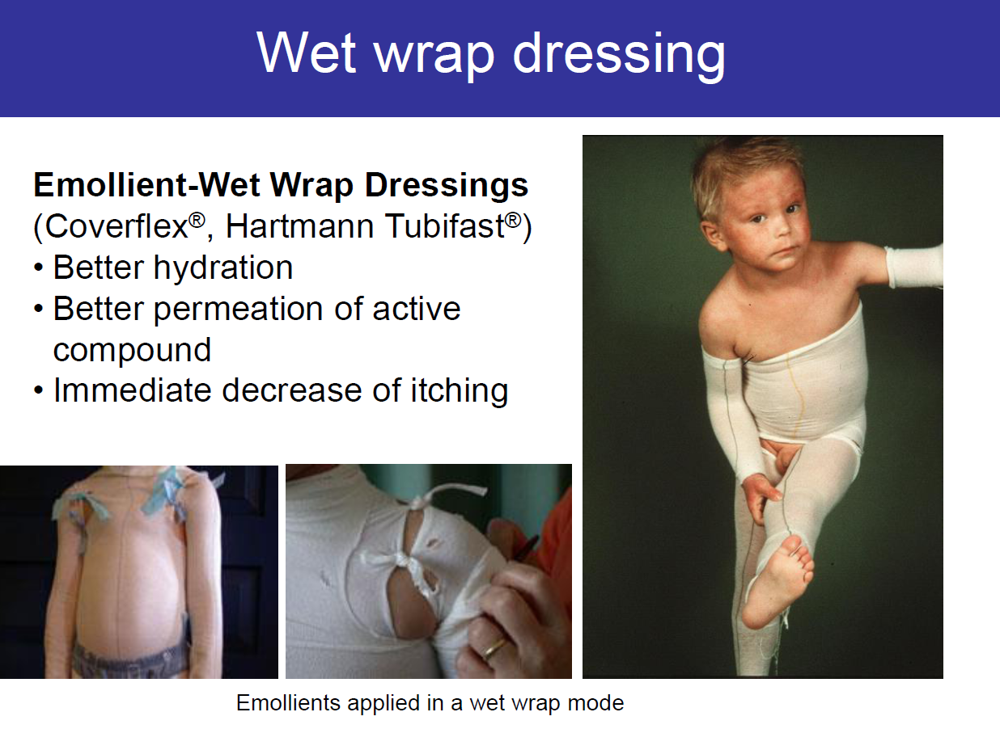 Wet wrap dressing
Emollient-Wet Wrap Dressings
(Coverflex®, Hartmann Tubifast®)
• Better hydration
• Better permeation of active
compound
• Immediate decrease of itching
Emollients applied in a wet wrap mode